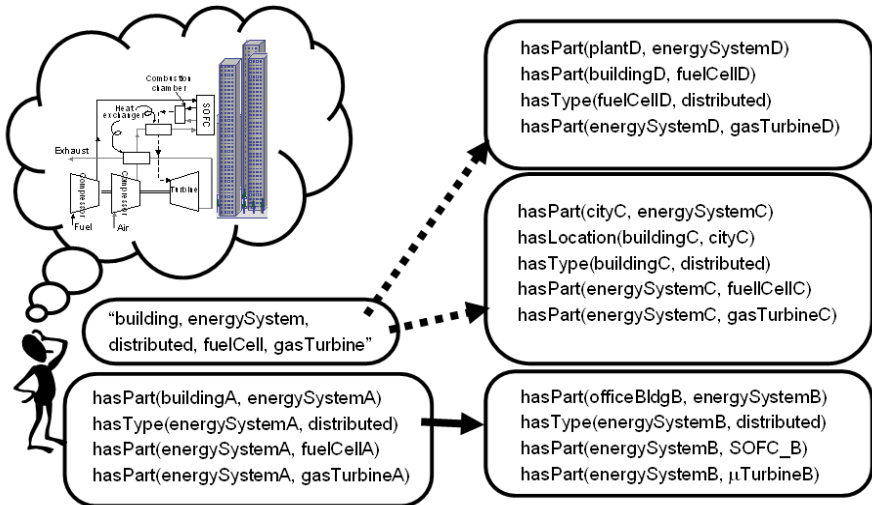 Combustion
chamber
Heat
exchanger
SOFC
Exhaust
Compressor
Compressor
Turbine
Fuel
Air
"building, energySystem,
distributed, fuelCell, gasTurbine"
hasPart(buildingA, energySystemA)
hasType(energySystemA, distributed)
hasPart(energySystemA, fuelCellA)
hasPart(energySystemA, gasTurbineA)
hasPart(plantD, energySystemD)
hasPart(buildingD, fuelCellD)
hasType(fuelCellD, distributed)
hasPart(energySystemD, gasTurbineD)
hasPart(cityC, energySystemC)
hasLocation(buildingC, cityC)
hasType(buildingC, distributed)
hasPart(energySystemC, fuellCellC)
hasPart(energySystemC, gasTurbineC)
hasPart(officeBldgB, energySystemB)
hasType(energySystemB, distributed)
hasPart(energySystemB, SOFC_B)
hasPart(energySystemB, μTurbineB)